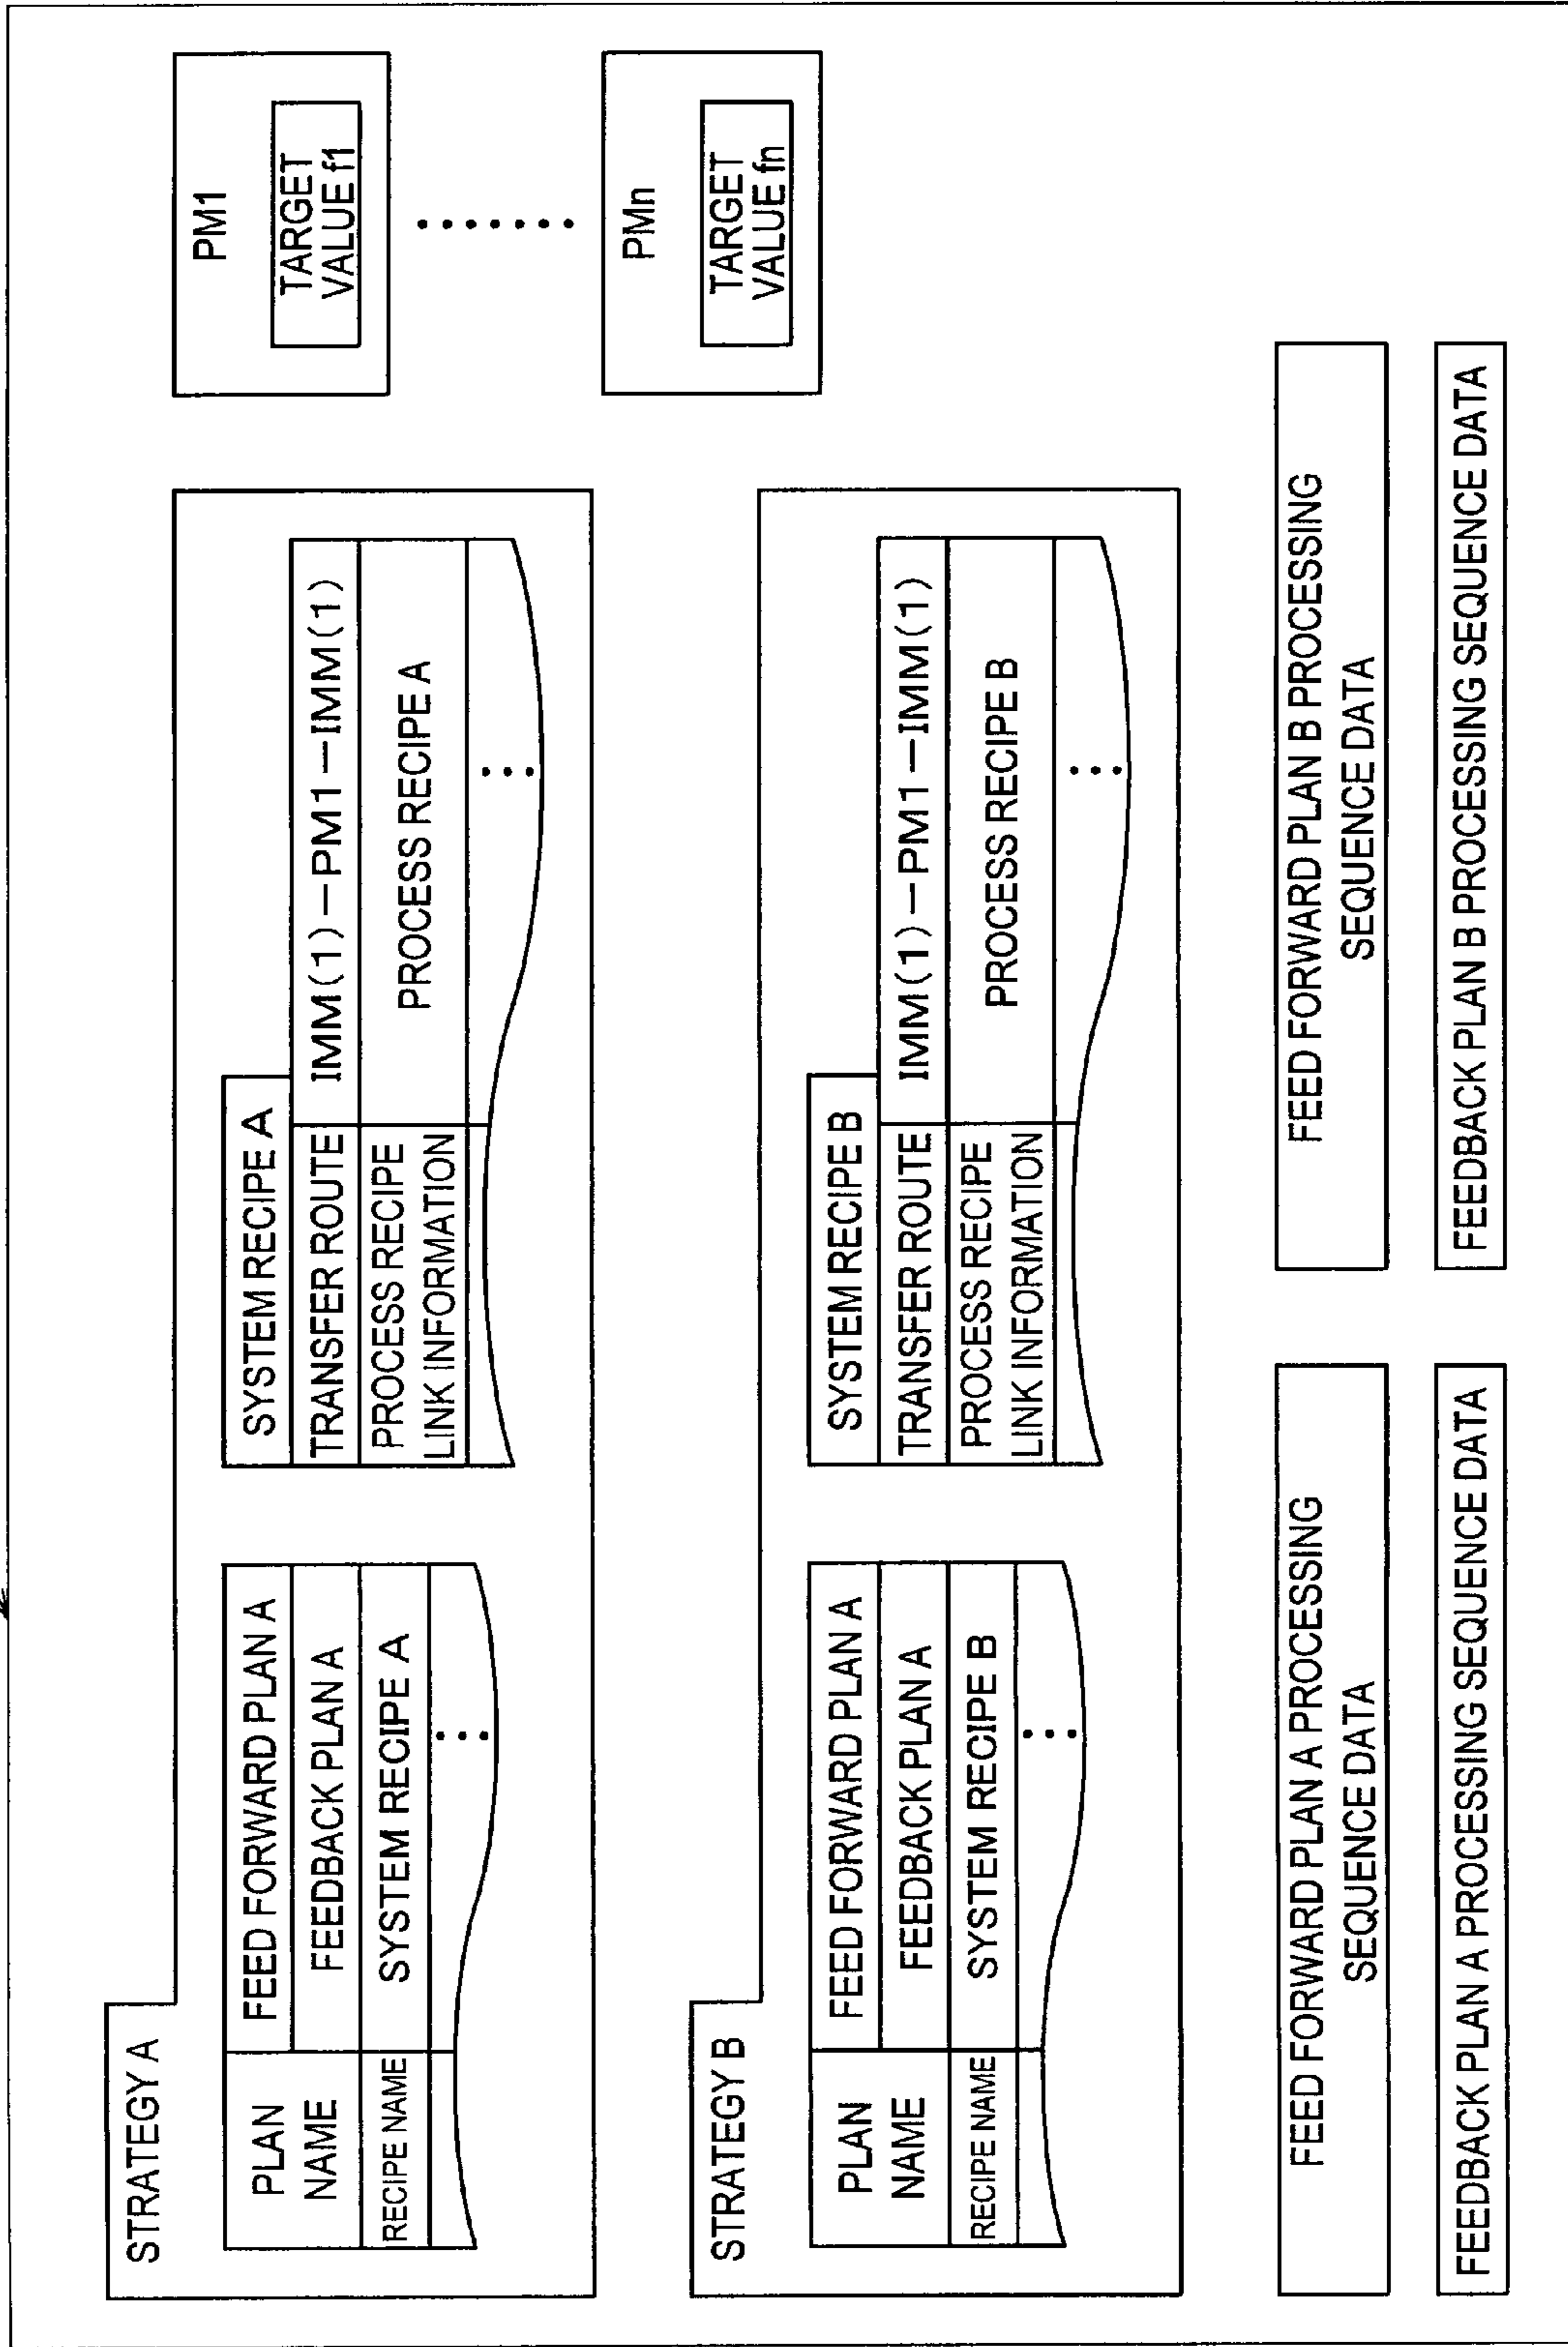 STRATEGY A
PLAN
NAME
FEED FORWARD PLAN A
FEEDBACK PLAN A
RECIPE NAME
SYSTEM RECIPE A
SYSTEM RECIPE A
TRANSFER ROUTE
IMM(1)-PM1-IMM(1)
PROCESS RECIPE
LINK INFORMATION
PROCESS RECIPE A
PM1
TARGET
VALUE f1
PMn
TARGET
VALUE fn
STRATEGY B
PLAN
NAME
FEED FORWARD PLAN A
FEEDBACK PLAN A
RECIPE NAME
SYSTEM RECIPE B
SYSTEM RECIPE B
TRANSFER ROUTE
IMM(1)-PM1-IMM(1)
PROCESS RECIPE
LINK INFORMATION
PROCESS RECIPE B
FEED FORWARD PLAN A PROCESSING
SEQUENCE DATA
FEED FORWARD PLAN B PROCESSING
SEQUENCE DATA
FEEDBACK PLAN A PROCESSING SEQUENCE DATA
FEEDBACK PLAN B PROCESSING SEQUENCE DATA